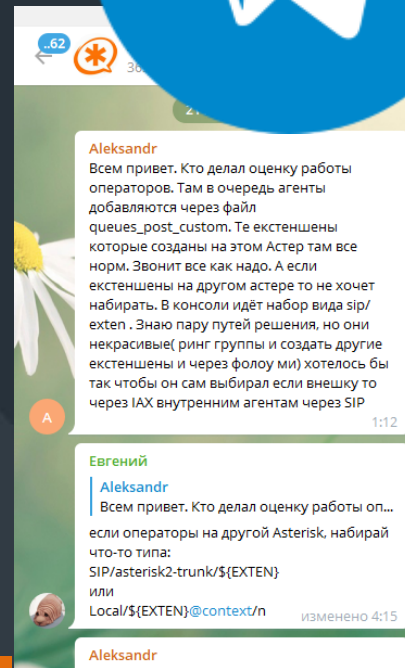 ..62
Aleksandr
Всем привет. Кто делал оценку работы
операторов. Там в очередь агенты
добавляются через файл
queues_post_custom. Те екстеншены
которые созданы на этом Астер там все
норм. Звонит все как надо. А если
екстеншены на другом астере то не хочет
набирать. В консоли идёт набор вида sip/
exten . Знаю пару путей решения, но они
некрасивые( ринг группы и создать другие
екстеншены и через фолоу ми) хотелось бы
так чтобы он сам выбирал если внешку то
через IAX внутренним агентам через SIP
A
1:12
Евгений
Aleksandr
Всем привет. Кто делал оценку работы оп...
если операторы на другой Asterisk, набирай
что-то типа:
SIP/asterisk2-trunk/${EXTEN}
или
Local/${EXTEN}@context/n
изменено 4:15
Aleksandr